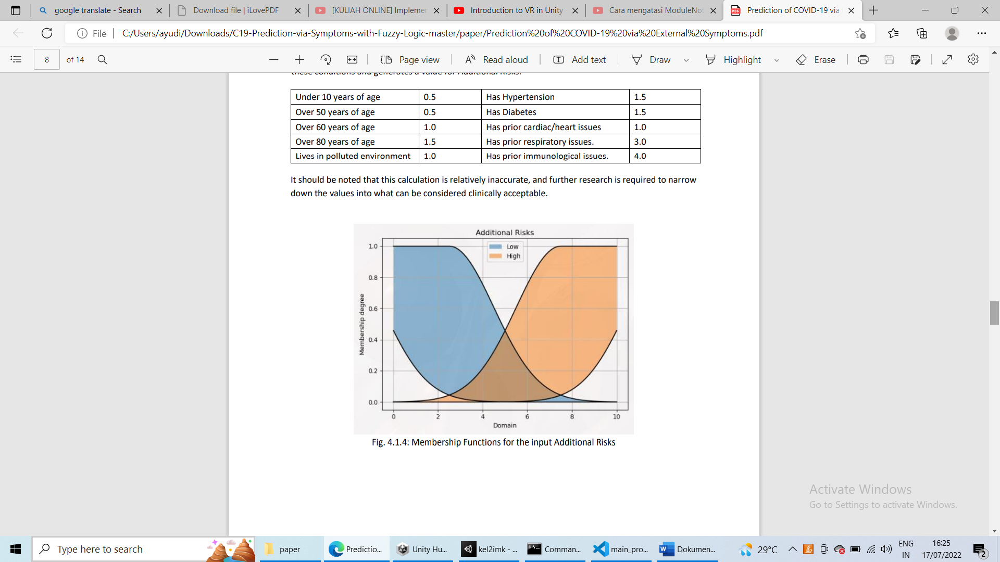 google translate - Search
Download file | iLovePDF
[KULIAH ONLINE] Implemen
Introduction to VR in Unity
Cara mengatasi ModuleNot
Prediction of COVID-19 via
File
C:/Users/ayudi/Downloads/C19-Prediction-via-Symptoms-with-Fuzzy-Logic-master/paper/Prediction%20of%20COVID-19%20via%20External%20Symptoms.pdf
8 of 14
Page view
Read aloud
Add text
Draw
Highlight
Erase
these conditions and generates a value for Additional Risks.
Under 10 years of age 0.5 Has Hypertension 1.5
Over 50 years of age 0.5 Has Diabetes 1.5
Over 60 years of age 1.0 Has prior cardiac/heart issues 1.0
Over 80 years of age 1.5 Has prior respiratory issues. 3.0
Lives in polluted environment 1.0 Has prior immunological issues. 4.0
It should be noted that this calculation is relatively inaccurate, and further research is required to narrow
down the values into what can be considered clinically acceptable.
Additional Risks
Low
High
1.0
0.8
0.6
0.4
0.2
0.0
Membership degree
0 2 4 6 8 10
Domain
Fig. 4.1.4: Membership Functions for the input Additional Risks
Activate Windows
Go to Settings to activate Windows.
Type here to search
paper
Predictio...
Unity Hu...
kel2imk - ...
Comman...
main_pro...
Dokumen...
29°C
ENG
IN
16:25
17/07/2022
2